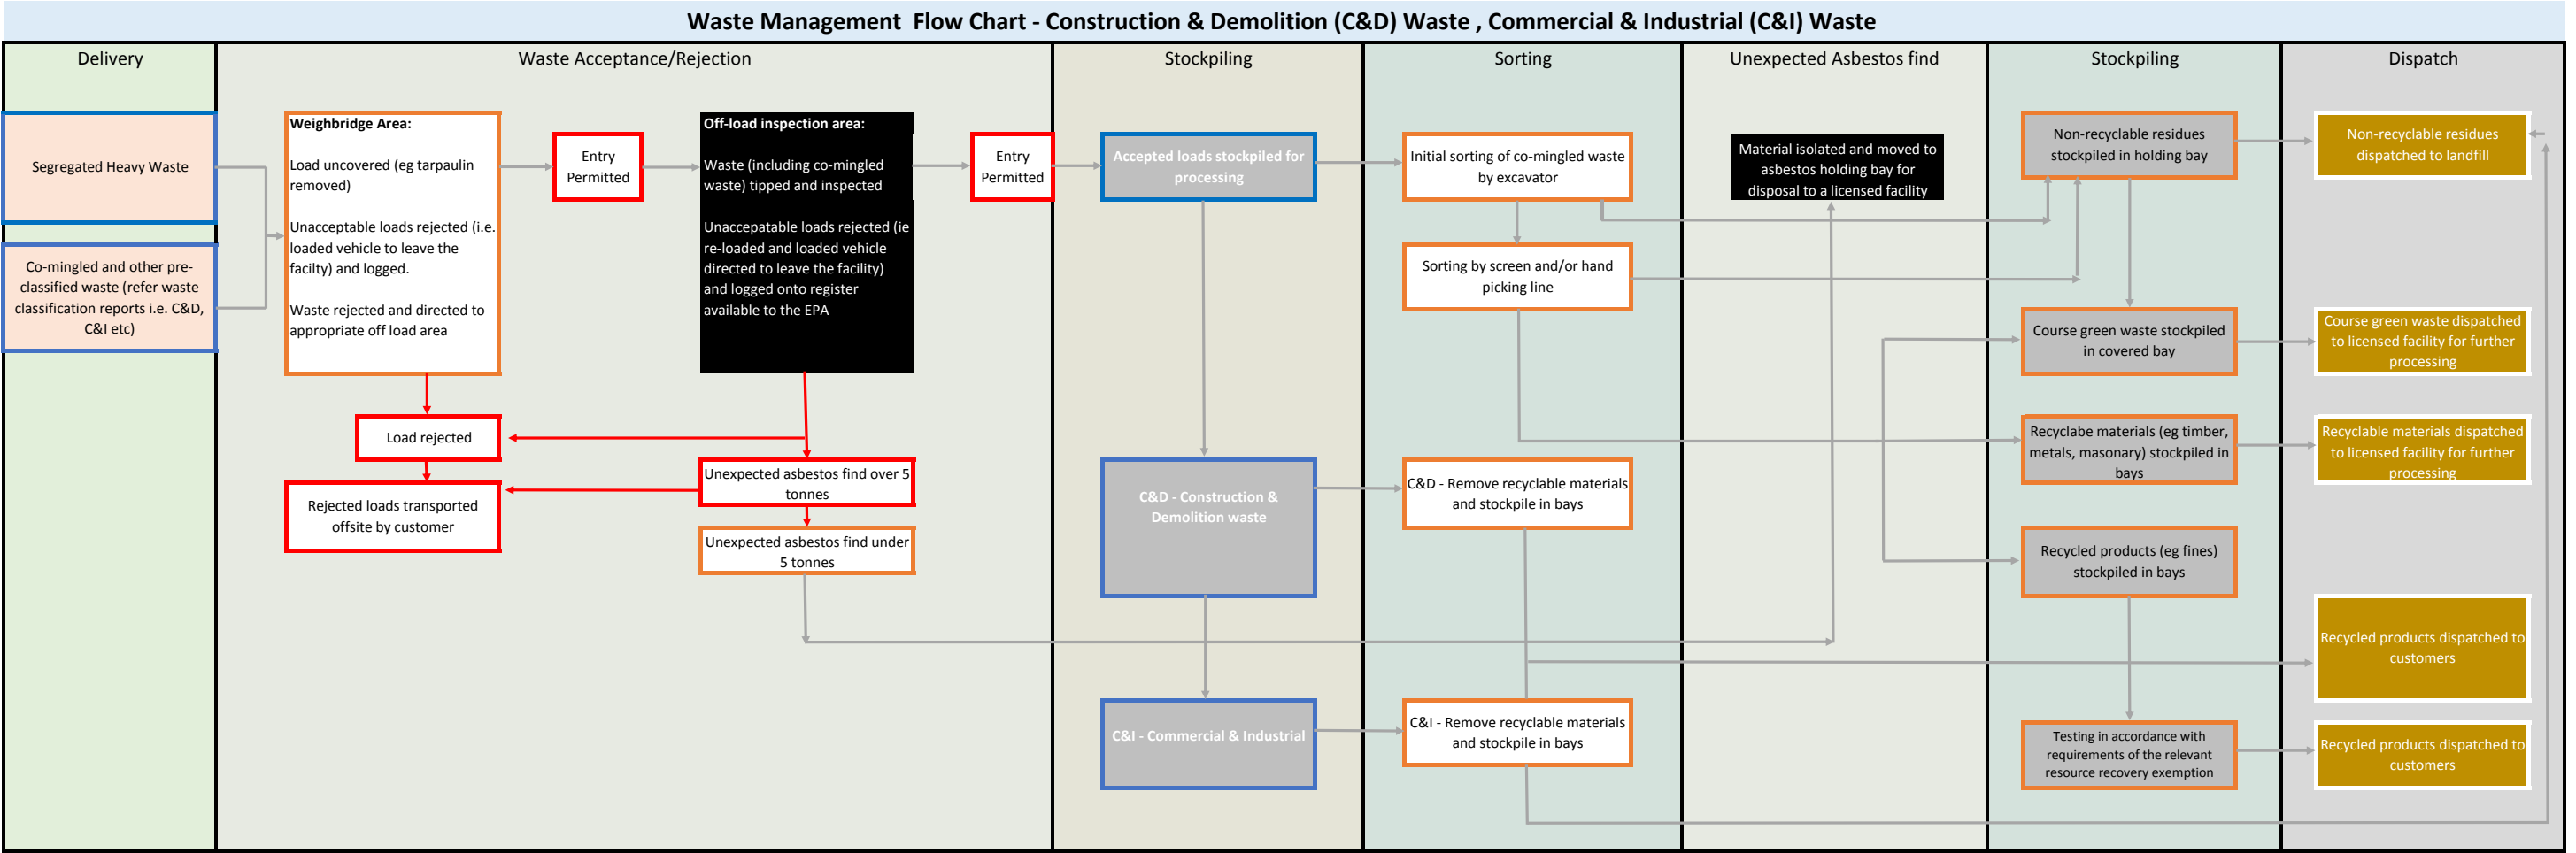 Waste Management  Flow Chart - Construction & Demolition (C&D) Waste , Commercial & Industrial (C&I) Waste
Delivery
Waste Acceptance/Rejection
Stockpiling
Sorting
Unexpected Asbestos find
Stockpiling
Dispatch
Segregated Heavy Waste
Co-mingled and other pre-
classified waste (refer waste
classification reports i.e. C&D,
C&I etc)
Weighbridge Area:
Load uncovered (eg tarpaulin
removed)
Unacceptable loads rejected (i.e.
loaded vehicle to leave the
facilty) and logged.
Waste rejected and directed to
appropriate off load area
Entry
Permitted
Off-load inspection area:
Waste (including co-mingled
waste) tipped and inspected
Unaccepatable loads rejected (ie
re-loaded and loaded vehicle
directed to leave the facility)
and logged onto register
available to the EPA
Entry
Permitted
Load rejected
Rejected loads transported
offsite by customer
Unexpected asbestos find over 5
tonnes
Unexpected asbestos find under
5 tonnes
Accepted loads stockpiled for
processing
C&D - Construction &
Demolition waste
C&I - Commercial & Industrial
Initial sorting of co-mingled waste
by excavator
Sorting by screen and/or hand
picking line
C&D - Remove recyclable materials
and stockpile in bays
C&I - Remove recyclable materials
and stockpile in bays
Material isolated and moved to
asbestos holding bay for
disposal to a licensed facility
Non-recyclable residues
stockpiled in holding bay
Course green waste stockpiled
in covered bay
Recyclabe materials (eg timber,
metals, masonary) stockpiled in
bays
Recycled products (eg fines)
stockpiled in bays
Testing in accordance with
requirements of the relevant
resource recovery exemption
Non-recyclable residues
dispatched to landfill
Course green waste dispatched
to licensed facility for further
processing
Recyclable materials dispatched
to licensed facility for further
processing
Recycled products dispatched to
customers
Recycled products dispatched to
customers